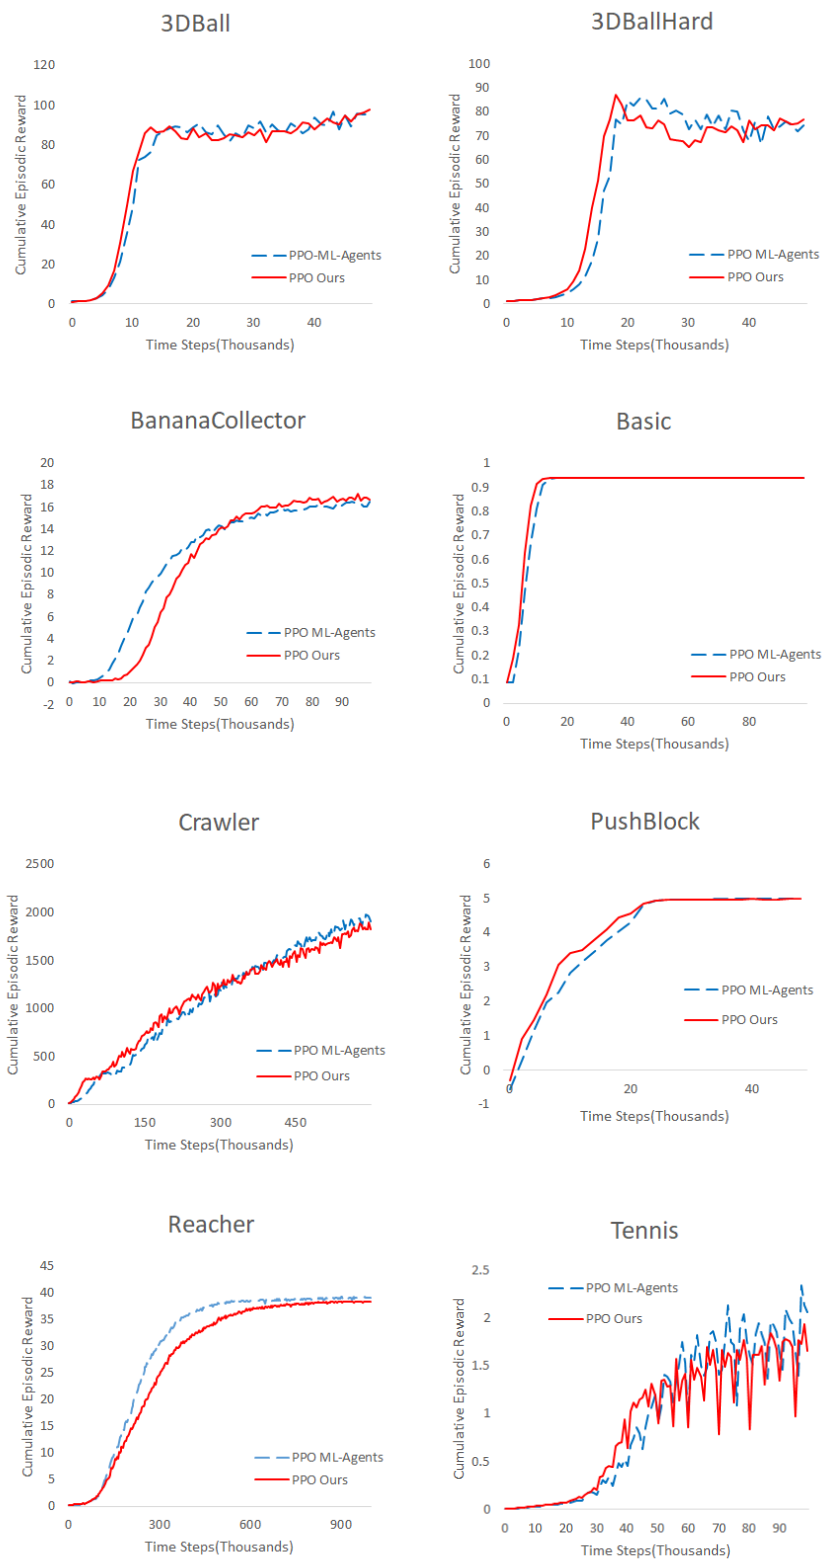 3DBall
Cumulative Episodic Reward
120
100
80
60
40
20
0
0 10 20 30 40
Time Steps(Thousands)
PPO-ML-Agents
PPO Ours
3DBallHard
Cumulative Episodic Reward
100
90
80
70
60
50
40
30
20
10
0
0 10 20 30 40
Time Steps(Thousands)
PPO ML-Agents
PPO Ours
BananaCollector
Cumulative Episodic Reward
20
18
16
14
12
10
8
6
4
2
0
-2
0 10 20 30 40 50 60 70 80 90
Time Steps(Thousands)
PPO ML-Agents
PPO Ours
Basic
Cumulative Episodic Reward
1
0.9
0.8
0.7
0.6
0.5
0.4
0.3
0.2
0.1
0
0 20 40 60 80
Time Steps(Thousands)
PPO ML-Agents
PPO Ours
Crawler
Cumulative Episodic Reward
2500
2000
1500
1000
500
0
0 150 300 450
Time Steps(Thousands)
PPO ML-Agents
PPO Ours
PushBlock
Cumulative Episodic Reward
6
5
4
3
2
1
0
-1
0 20 40
Time Steps(Thousands)
PPO ML-Agents
PPO Ours
Reacher
Cumulative Episodic Reward
45
40
35
30
25
20
15
10
5
0
0 300 600 900
Time Steps(Thousands)
PPO ML-Agents
PPO Ours
Tennis
Cumulative Episodic Reward
2.5
2
1.5
1
0.5
0
0 10 20 30 40 50 60 70 80 90
Time Steps(Thousands)
PPO ML-Agents
PPO Ours